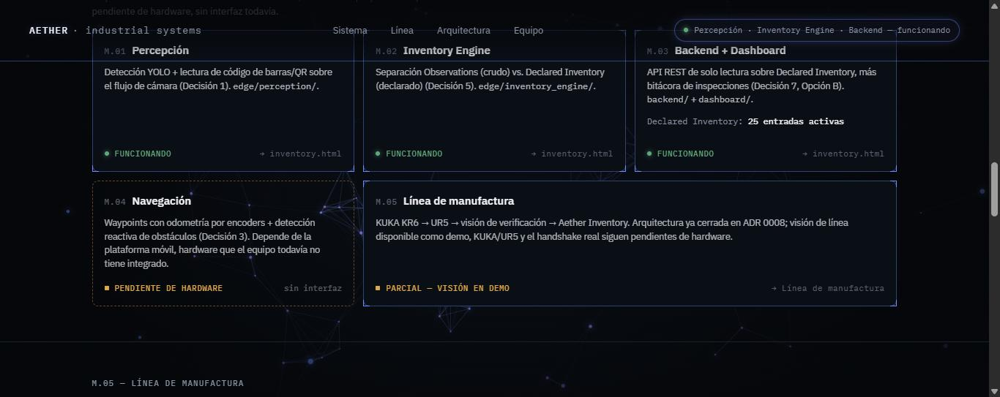 pendiente de hardware, sin interfaz todavía.
AETHER · industrial systems
Sistema
Línea
Arquitectura
Equipo
Percepción · Inventory Engine · Backend — funcionando
M.01 Percepción
Detección YOLO + lectura de código de barras/QR sobre
el flujo de cámara (Decisión 1). edge/perception/.
FUNCIONANDO
→ inventory.html
M.02 Inventory Engine
Separación Observations (crudo) vs. Declared Inventory
(declarado) (Decisión 5). edge/inventory_engine/.
FUNCIONANDO
→ inventory.html
M.03 Backend + Dashboard
API REST de solo lectura sobre Declared Inventory, más
bitácora de inspecciones (Decisión 7, Opción B).
backend/ + dashboard/.
Declared Inventory: 25 entradas activas
FUNCIONANDO
→ inventory.html
M.04 Navegación
Waypoints con odometría por encoders + detección
reactiva de obstáculos (Decisión 3). Depende de la
plataforma móvil, hardware que el equipo todavía no
tiene integrado.
PENDIENTE DE HARDWARE
sin interfaz
M.05 Línea de manufactura
KUKA KR6 → UR5 → visión de verificación → Aether Inventory. Arquitectura ya cerrada en ADR 0008; visión de línea
disponible como demo, KUKA/UR5 y el handshake real siguen pendientes de hardware.
PARCIAL — VISIÓN EN DEMO
→ Línea de manufactura
M.05 — LÍNEA DE MANUFACTURA